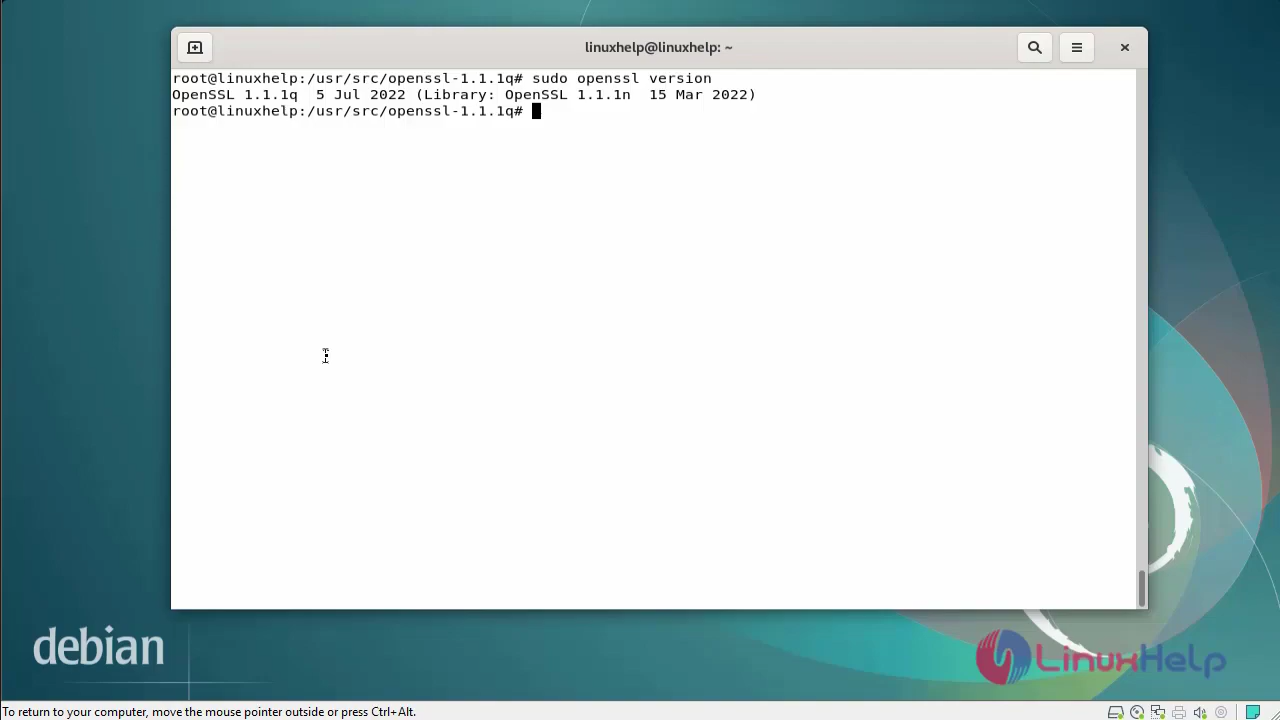 linuxhelp@linuxhelp: ~
root@linuxhelp:/usr/src/openssl-1.1.1q# sudo openssl version
OpenSSL 1.1.1q  5 Jul 2022 (Library: OpenSSL 1.1.1n  15 Mar 2022)
root@linuxhelp:/usr/src/openssl-1.1.1q#
debian
LinuxHelp
To return to your computer, move the mouse pointer outside or press Ctrl+Alt.